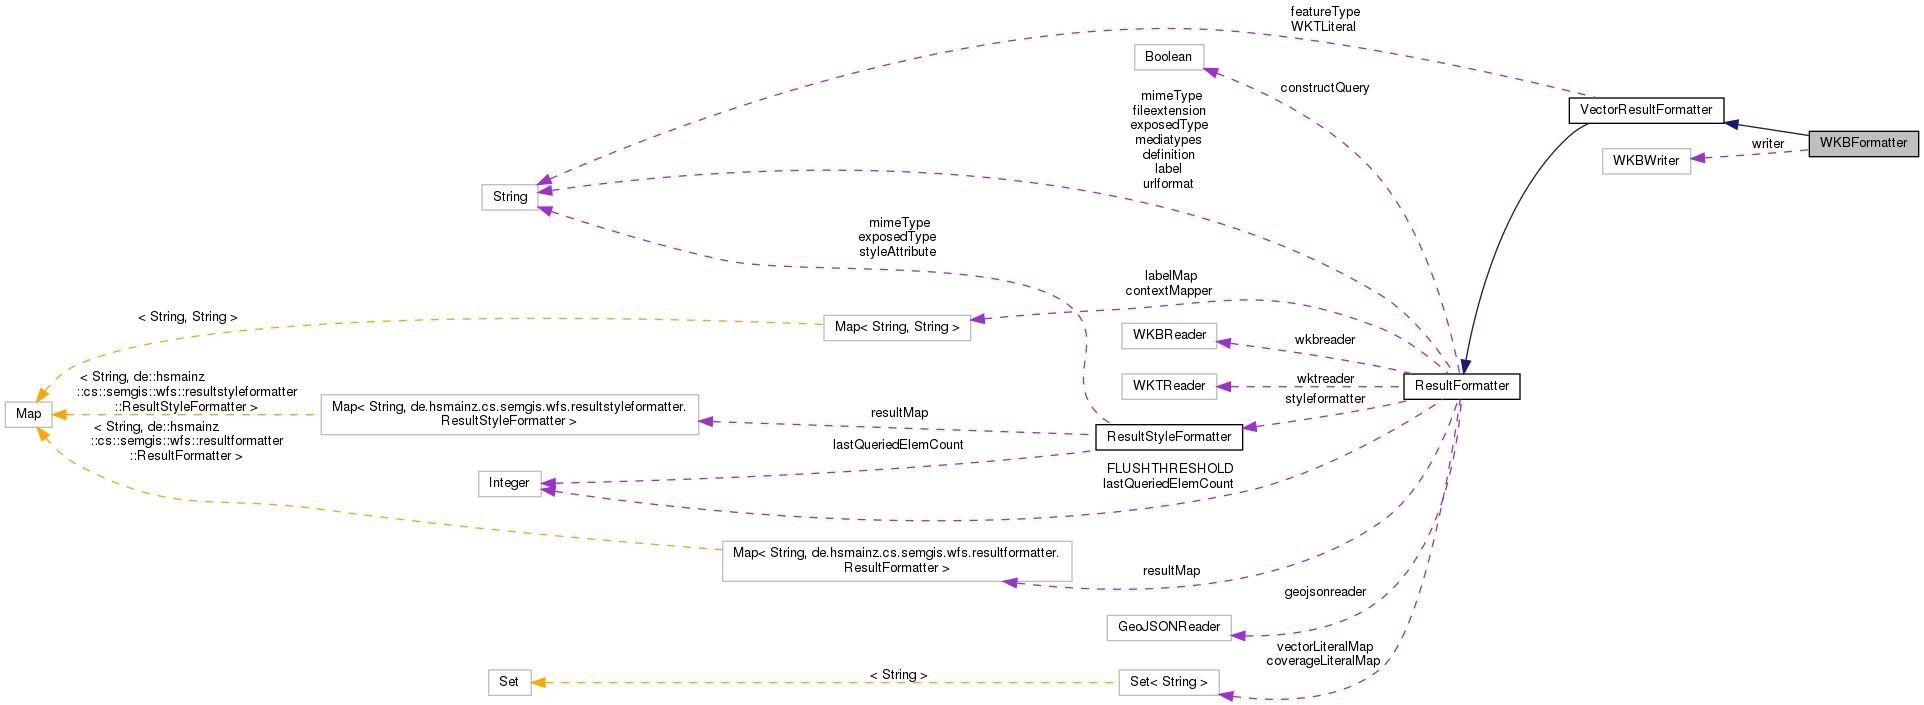 featureType
WKTLiteral
Boolean
constructQuery
mimeType
fileextension
exposedType
mediatypes
definition
label
urlformat
VectorResultFormatter
WKBFormatter
writer
WKBWriter
String
mimeType
exposedType
styleAttribute
labelMap
contextMapper
< String, String >
Map< String, String >
WKBReader
wkbreader
< String, de::hsmainz
::cs::semgis::wfs::resultstyleformatter
::ResultStyleFormatter >
WKTReader
wktreader
ResultFormatter
styleformatter
Map
Map< String, de.hsmainz.cs.semgis.wfs.resultstyleformatter.
ResultStyleFormatter >
resultMap
ResultStyleFormatter
< String, de::hsmainz
::cs::semgis::wfs::resultformatter
::ResultFormatter >
lastQueriedElemCount
Integer
FLUSHTHRESHOLD
lastQueriedElemCount
Map< String, de.hsmainz.cs.semgis.wfs.resultformatter.
ResultFormatter >
resultMap
geojsonreader
GeoJSONReader
vectorLiteralMap
coverageLiteralMap
Set
< String >
Set< String >